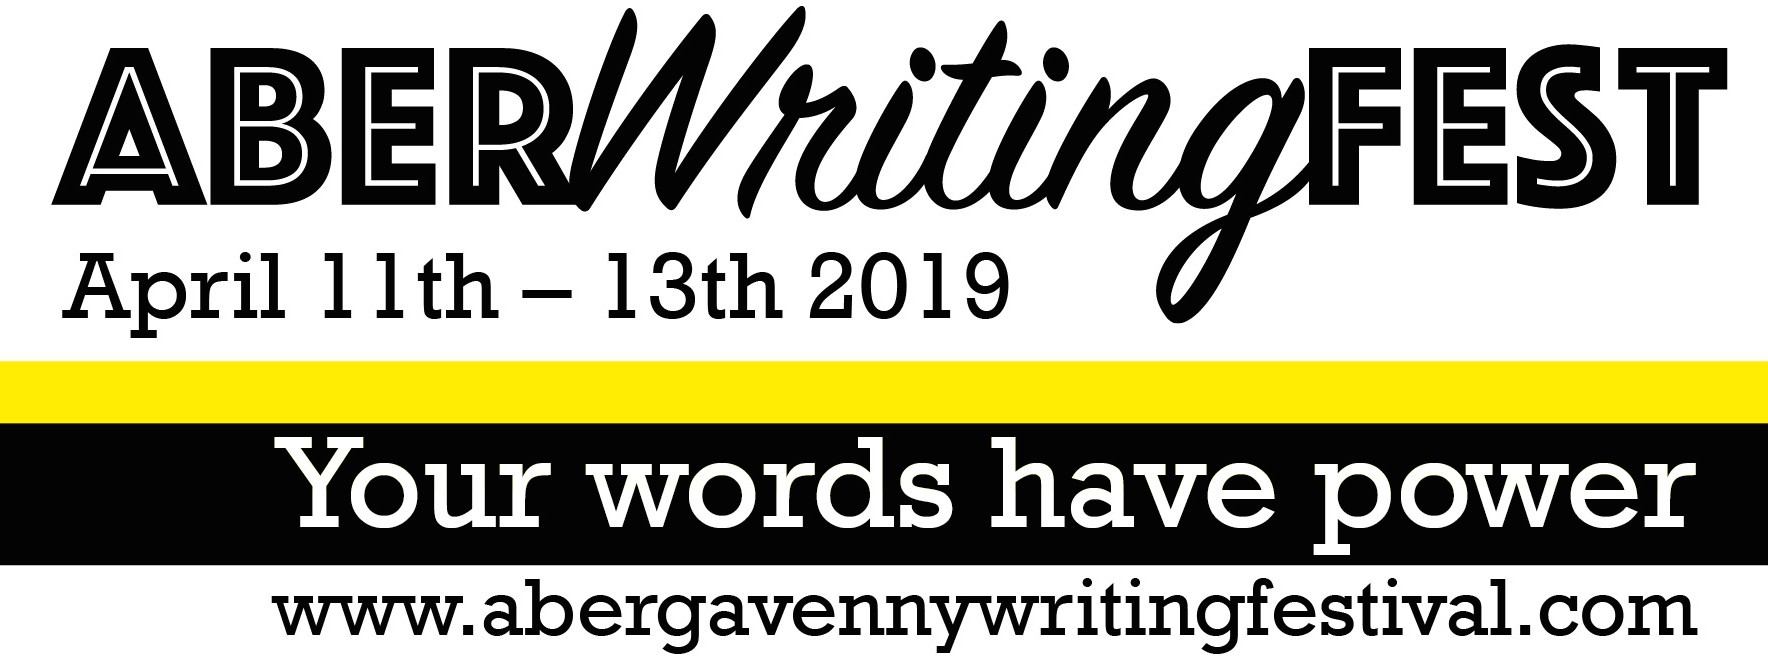 ABERWritingFEST
April 11th – 13th 2019
Your words have power
www.abergavennywritingfestival.com